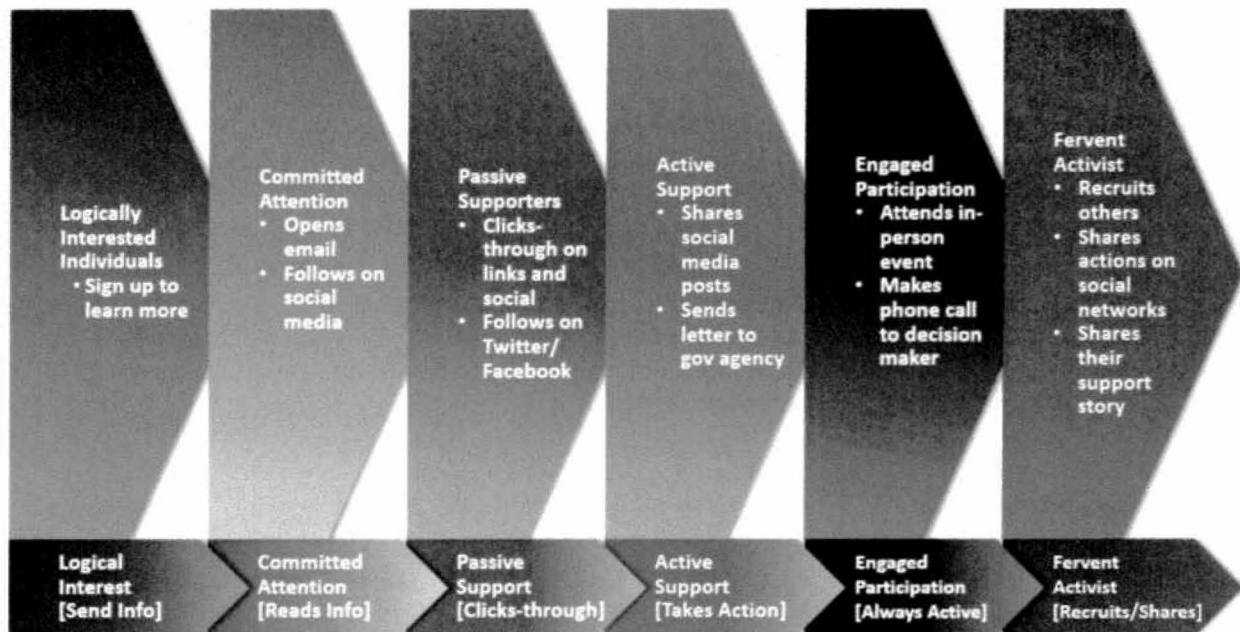 Logically
Interested
Individuals
• Sign up to
learn more
Committed
Attention
• Opens
email
• Follows on
social
media
Passive
Supporters
• Clicks-
through on
links and
social
• Follows on
Twitter/
Facebook
Active
Support
• Shares
social
media
posts
• Sends
letter to
gov agency
Engaged
Participation
• Attends in-
person
event
• Makes
phone call
to decision
maker
Fervent
Activist
• Recruits
others
• Shares
actions on
social
networks
• Shares
their
support
story
Logical
Interest
[Send Info]
Committed
Attention
[Reads Info]
Passive
Support
[Clicks-through]
Active
Support
[Takes Action]
Engaged
Participation
[Always Active]
Fervent
Activist
[Recruits/Shares]